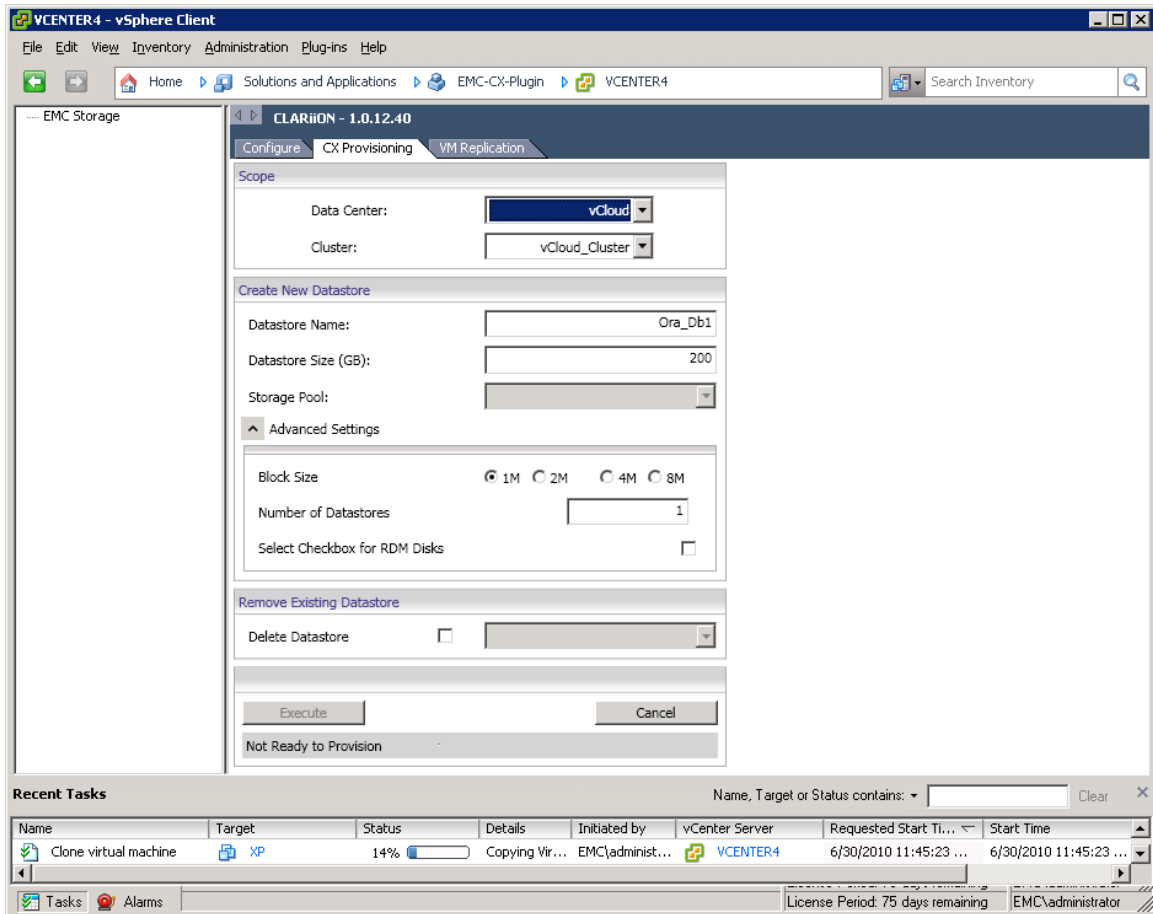 VCENTER4 - vSphere Client
File Edit View Inventory Administration Plug-ins Help
Home Solutions and Applications EMC-CX-Plugin VCENTER4 Search Inventory
EMC Storage
CLARiiON - 1.0.12.40
Configure CX Provisioning VM Replication
Scope
Data Center: vCloud
Cluster: vCloud_Cluster
Create New Datastore
Datastore Name: Ora_Db1
Datastore Size (GB): 200
Storage Pool:
Advanced Settings
Block Size 1M 2M 4M 8M
Number of Datastores 1
Select Checkbox for RDM Disks
Remove Existing Datastore
Delete Datastore
Execute Cancel
Not Ready to Provision
Recent Tasks Name, Target or Status contains: Clear
Name Target Status Details Initiated by vCenter Server Requested Start Ti... Start Time
Clone virtual machine XP 14% Copying Vir... EMC\administ... VCENTER4 6/30/2010 11:45:23 ... 6/30/2010 11:45:23 ...
Tasks Alarms License Period: 75 days remaining EMC\administrator